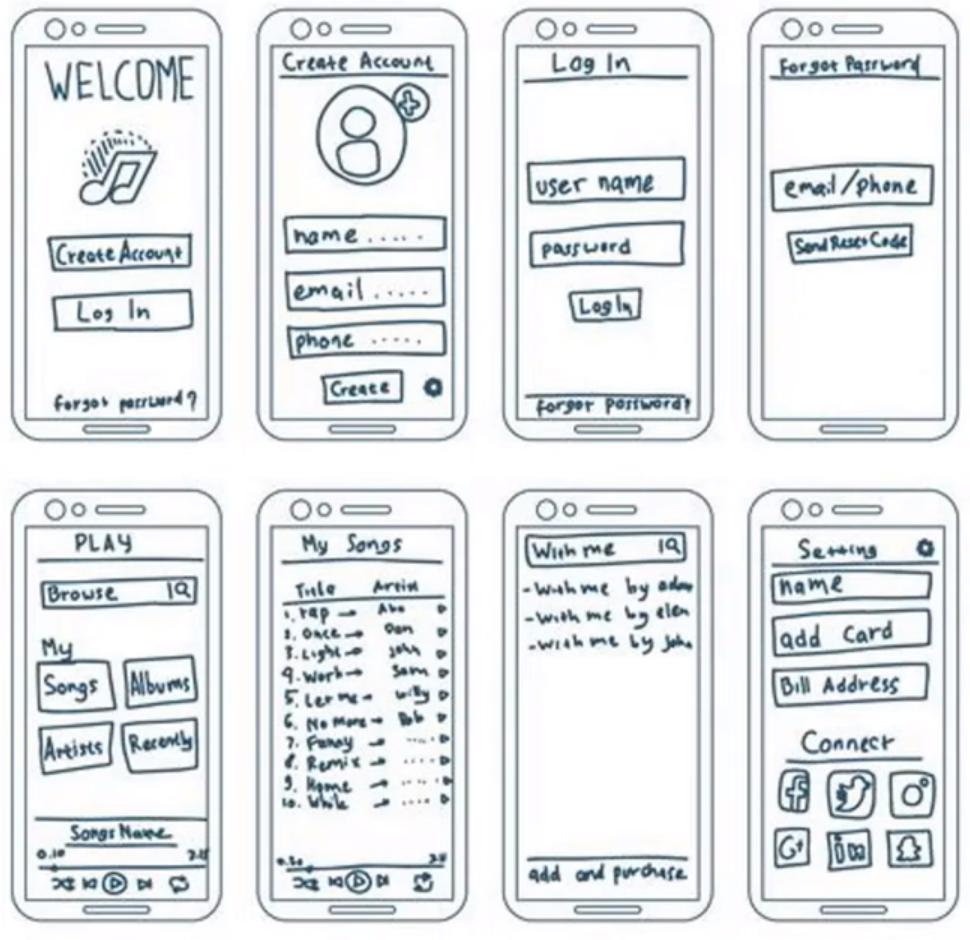 WELCOME
Create Account
Log In
forgot password?
Create Account
name .....
email .....
phone .....
Create
Log In
user name
password
Log In
forgot password?
Forgot Password
email/phone
Send Reset Code
PLAY
Browse
My
Songs Albums
Artists Recently
Songs Name
0.10
My Songs
Title Artist
1. rap Abo
2. Once Dan
3. Light John
4. Work Sam
5. Let me willy
6. No More Bob
7. Funny ....
8. Remix ....
9. Home ....
10. While ....
With me
- With me by adam
- With me by elen
- With me by John
add and purchase
Setting
name
add Card
Bill Address
Connect
f
G+
in